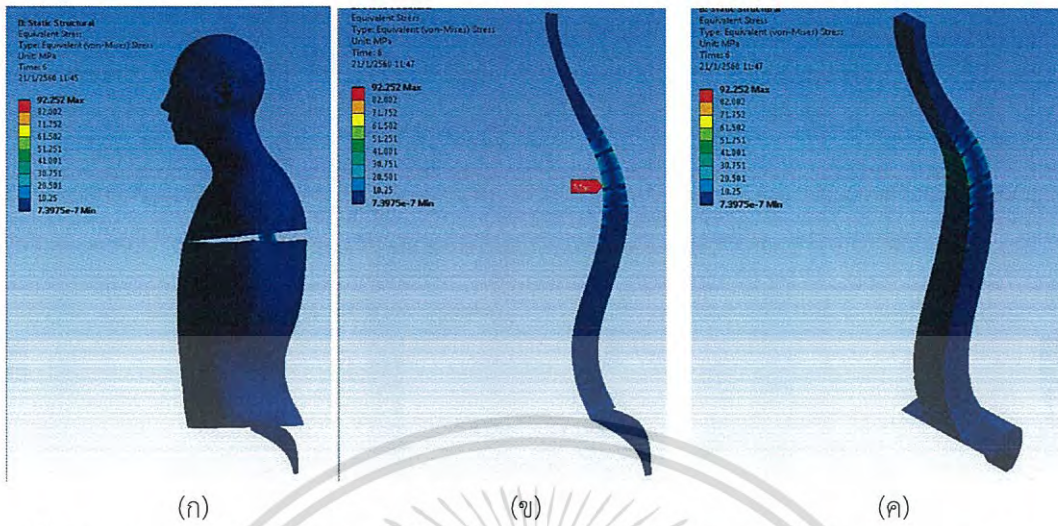 D: Static Structural
Equivalent Stress
Type: Equivalent (von-Mises) Stress
Unit: MPa
Time: 6
21/1/2560 11:45
92.252 Max
82.002
71.752
61.502
51.251
41.001
30.751
20.501
10.25
7.3975e-7 Min
Equivalent Stress
Type: Equivalent (von-Mises) Stress
Unit: MPa
Time: 6
21/1/2560 11:47
92.252 Max
82.002
71.752
61.502
51.251
41.001
30.751
20.501
10.25
7.3975e-7 Min
B: Static Structural
Equivalent Stress
Type: Equivalent (von-Mises) Stress
Unit: MPa
Time: 6
21/1/2560 11:47
92.252 Max
82.002
71.752
61.502
51.251
41.001
30.751
20.501
10.25
7.3975e-7 Min
(ก)
(ข)
(ค)